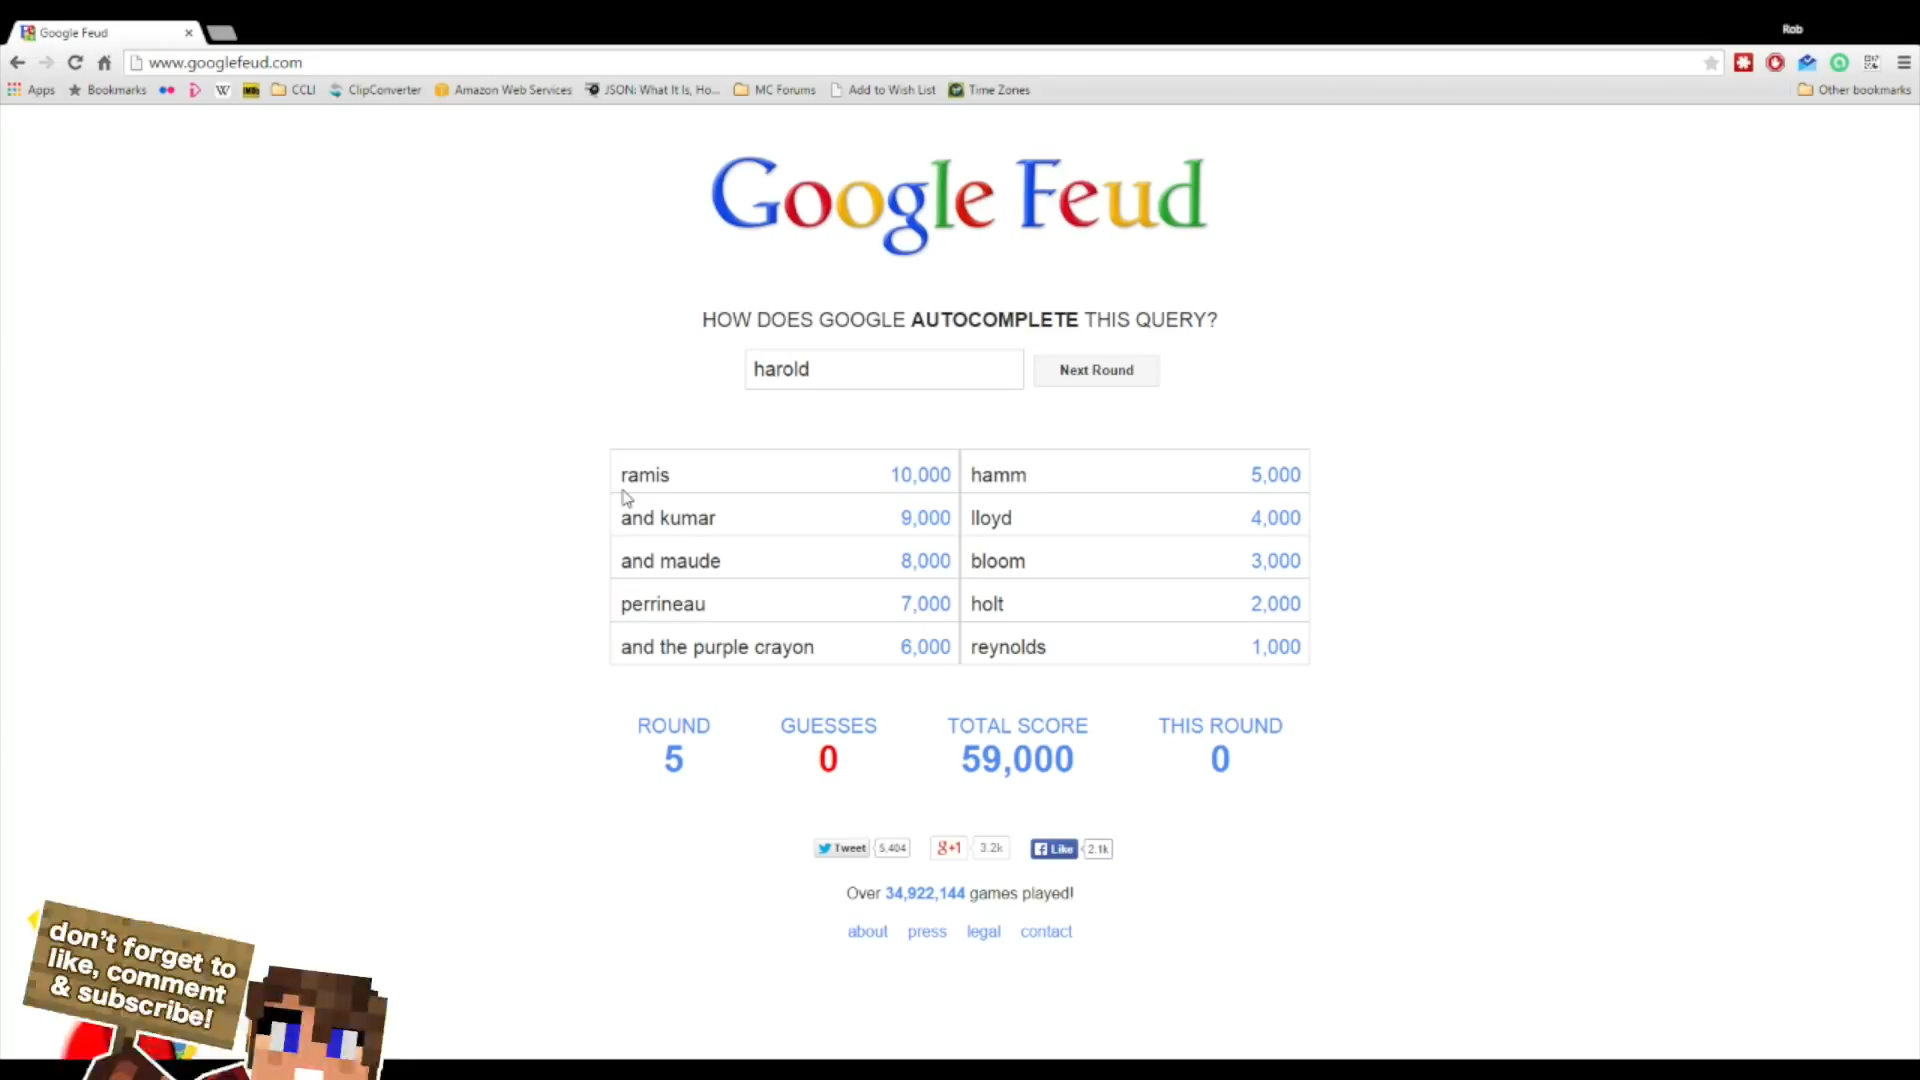 Google Feud
Rob
www.googlefeud.com
Apps Bookmarks CCLI ClipConverter Amazon Web Services JSON: What It Is, Ho... MC Forums Add to Wish List Time Zones Other bookmarks
Google Feud
HOW DOES GOOGLE AUTOCOMPLETE THIS QUERY?
harold Next Round
ramis 10,000 hamm 5,000
and kumar 9,000 lloyd 4,000
and maude 8,000 bloom 3,000
perrineau 7,000 holt 2,000
and the purple crayon 6,000 reynolds 1,000
ROUND GUESSES TOTAL SCORE THIS ROUND
5 0 59,000 0
Tweet 5,404 g+1 3.2k Like 2.1k
Over 34,922,144 games played!
about press legal contact
don't forget to
like, comment
& subscribe!